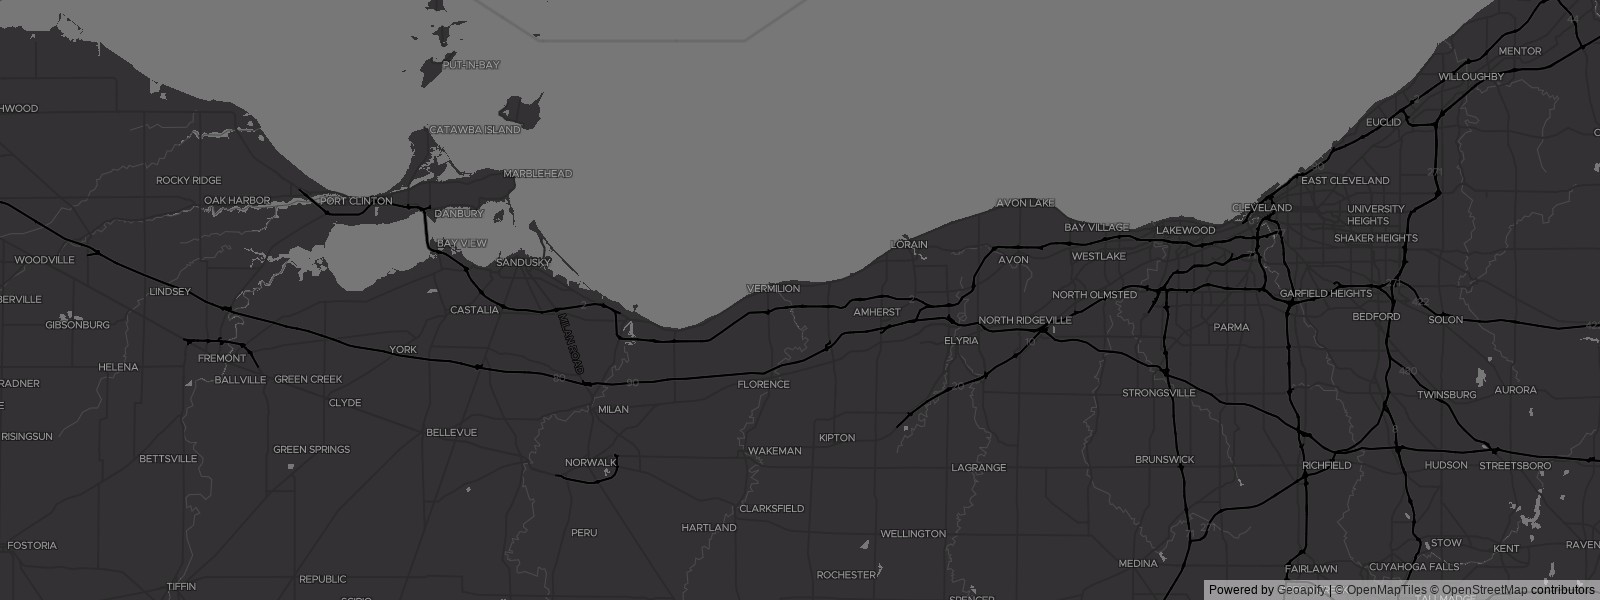 MENTOR
44
PUT-IN-BAY
WILLOUGHBY
CATAWBA ISLAND
EUCLID
MARBLEHEAD
ROCKY RIDGE
EAST CLEVELAND
OAK HARBOR
PORT CLINTON
AVON LAKE
CLEVELAND
DANBURY
UNIVERSITY
HEIGHTS
BAY VILLAGE
LAKEWOOD
BAY VIEW
LORAIN
SHAKER HEIGHTS
WOODVILLE
SANDUSKY
AVON
WESTLAKE
LINDSEY
VERMILION
NORTH OLMSTED
GARFIELD HEIGHTS
CASTALIA
2
AMHERST
2
422
GIBSONBURG
NORTH RIDGEVILLE
BEDFORD
SOLON
PARMA
MILAN ROAD
ELYRIA
10
YORK
FREMONT
HELENA
BALLVILLE
GREEN CREEK
80
90
FLORENCE
20
480
CLYDE
STRONGSVILLE
TWINSBURG
AURORA
MILAN
BELLEVUE
KIPTON
8
RISINGSUN
GREEN SPRINGS
WAKEMAN
BETTSVILLE
NORWALK
LAGRANGE
BRUNSWICK
RICHFIELD
HUDSON
STREETSBORO
CLARKSFIELD
HARTLAND
271
PERU
WELLINGTON
FOSTORIA
STOW
KENT
RAVEN
ROCHESTER
MEDINA
FAIRLAWN
CUYAHOGA FALLS
TIFFIN
REPUBLIC
Powered by Geoapify | © OpenMapTiles © OpenStreetMap contributors